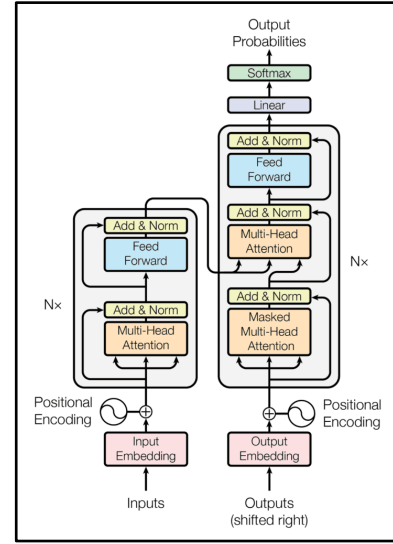 Output
Probabilities
Softmax
Linear
Add & Norm
Feed
Forward
Add & Norm
Multi-Head
Attention
Add & Norm
Masked
Multi-Head
Attention
N×
Add & Norm
Feed
Forward
Add & Norm
Multi-Head
Attention
N×
Positional
Encoding
Positional
Encoding
Input
Embedding
Output
Embedding
Inputs
Outputs
(shifted right)